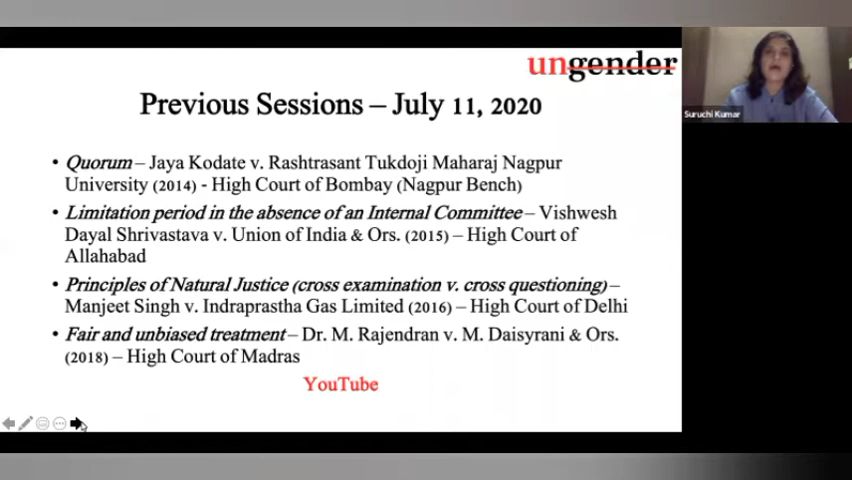 ungender
Previous Sessions – July 11, 2020
• Quorum – Jaya Kodate v. Rashtrasant Tukdoji Maharaj Nagpur
University (2014) - High Court of Bombay (Nagpur Bench)
• Limitation period in the absence of an Internal Committee – Vishwesh
Dayal Shrivastava v. Union of India & Ors. (2015) – High Court of
Allahabad
• Principles of Natural Justice (cross examination v. cross questioning) –
Manjeet Singh v. Indraprastha Gas Limited (2016) – High Court of Delhi
• Fair and unbiased treatment – Dr. M. Rajendran v. M. Daisyrani & Ors.
(2018) – High Court of Madras
YouTube
Suruchi Kumar